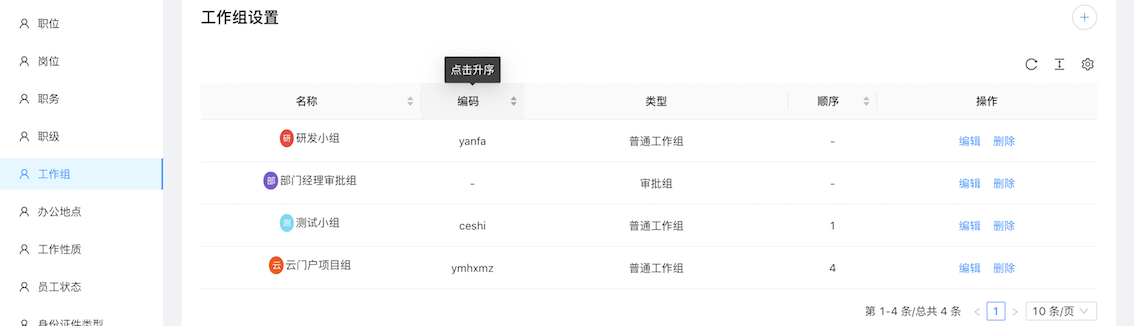 职位
岗位
职务
职级
工作组
办公地点
工作性质
员工状态
身份证件类型
工作组设置
点击升序
名称 编码 类型 顺序 操作
研 研发小组 yanfa 普通工作组 - 编辑 删除
部 部门经理审批组 - 审批组 - 编辑 删除
测 测试小组 ceshi 普通工作组 1 编辑 删除
云 云门户项目组 ymhxmz 普通工作组 4 编辑 删除
第 1-4 条/总共 4 条 1 10 条/页